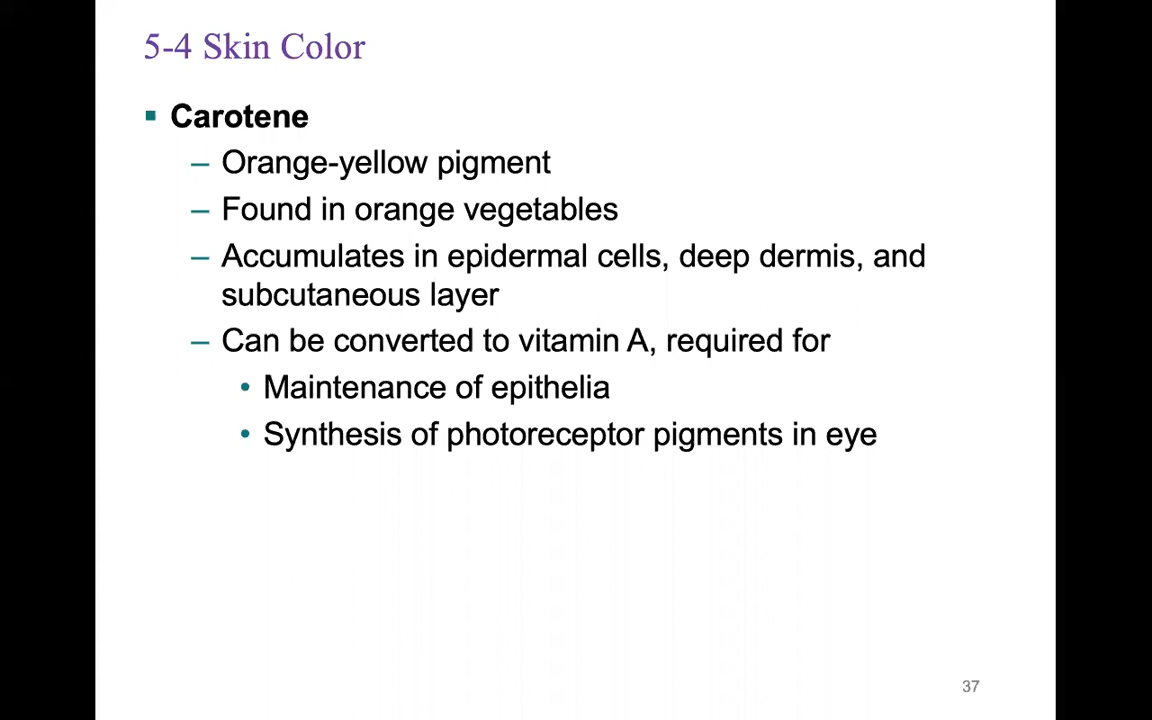 5-4 Skin Color
▪ Carotene
– Orange-yellow pigment
– Found in orange vegetables
– Accumulates in epidermal cells, deep dermis, and
subcutaneous layer
– Can be converted to vitamin A, required for
• Maintenance of epithelia
• Synthesis of photoreceptor pigments in eye
37